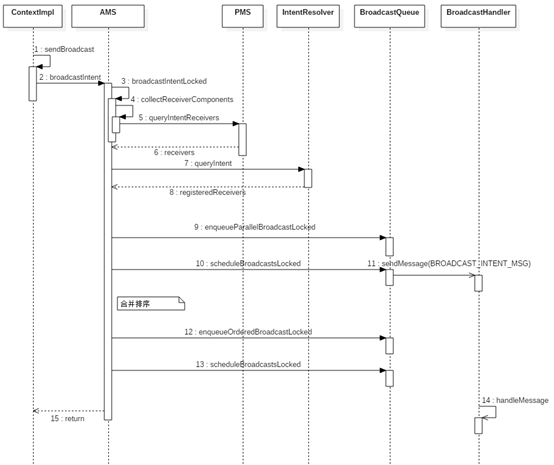 ContextImpl
AMS
PMS
IntentResolver
BroadcastQueue
BroadcastHandler
1 : sendBroadcast
2 : broadcastIntent
3 : broadcastIntentLocked
4 : collectReceiverComponents
5 : queryIntentReceivers
6 : receivers
7 : queryIntent
8 : registeredReceivers
9 : enqueueParallelBroadcastLocked
10 : scheduleBroadcastsLocked
11 : sendMessage(BROADCAST_INTENT_MSG)
合并排序
12 : enqueueOrderedBroadcastLocked
13 : scheduleBroadcastsLocked
14 : handleMessage
15 : return